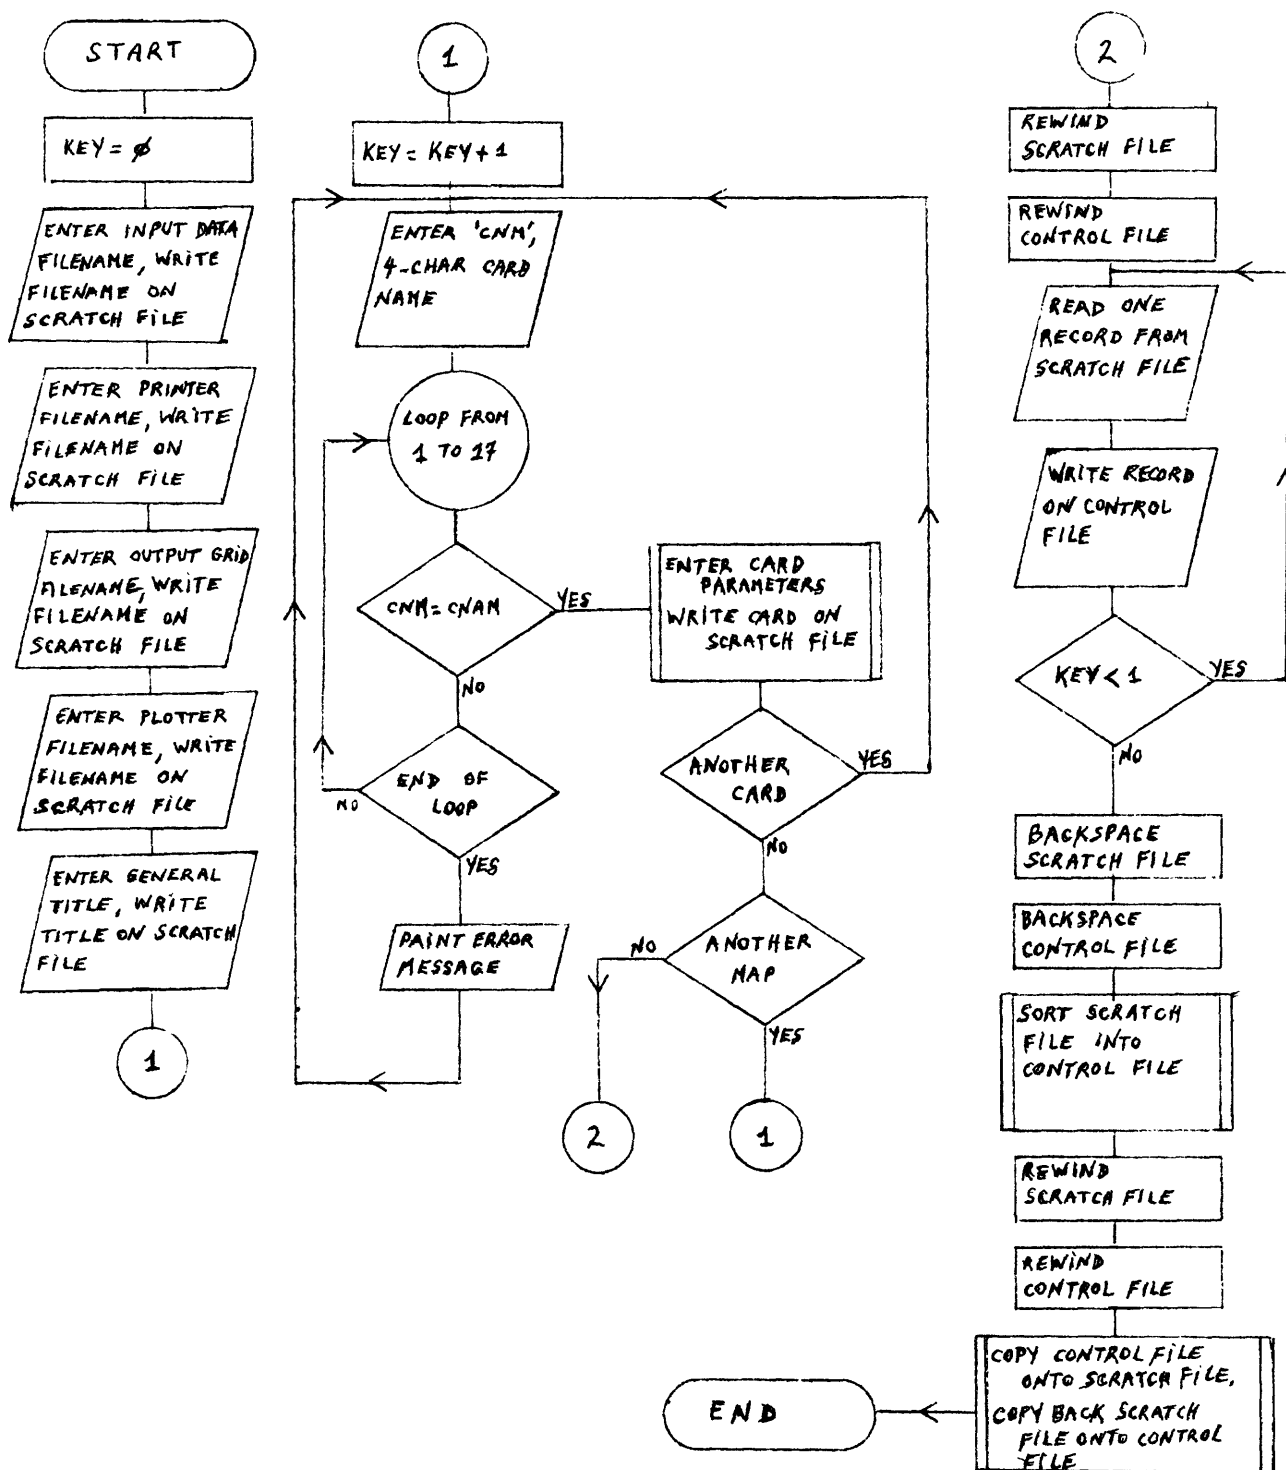 START
KEY = ø
ENTER INPUT DATA
FILENAME, WRITE
FILENAME ON
SCRATCH FILE
ENTER PRINTER
FILENAME, WRITE
FILENAME ON
SCRATCH FILE
ENTER OUTPUT GRID
FILENAME, WRITE
FILENAME ON
SCRATCH FILE
ENTER PLOTTER
FILENAME, WRITE
FILENAME ON
SCRATCH FILE
ENTER GENERAL
TITLE, WRITE
TITLE ON SCRATCH
FILE
1
1
KEY = KEY + 1
ENTER 'CNM',
4-CHAR CARD
NAME
LOOP FROM
1 TO 17
CNM = CNAM
YES
NO
END OF
LOOP
NO
YES
PRINT ERROR
MESSAGE
ENTER CARD
PARAMETERS
WRITE CARD ON
SCRATCH FILE
ANOTHER
CARD
YES
NO
ANOTHER
MAP
NO
YES
2
1
2
REWIND
SCRATCH FILE
REWIND
CONTROL FILE
READ ONE
RECORD FROM
SCRATCH FILE
WRITE RECORD
ON CONTROL
FILE
KEY < 1
YES
NO
BACKSPACE
SCRATCH FILE
BACKSPACE
CONTROL FILE
SORT SCRATCH
FILE INTO
CONTROL FILE
REWIND
SCRATCH FILE
REWIND
CONTROL FILE
COPY CONTROL FILE
ONTO SCRATCH FILE,
COPY BACK SCRATCH
FILE ONTO CONTROL
FILE
END